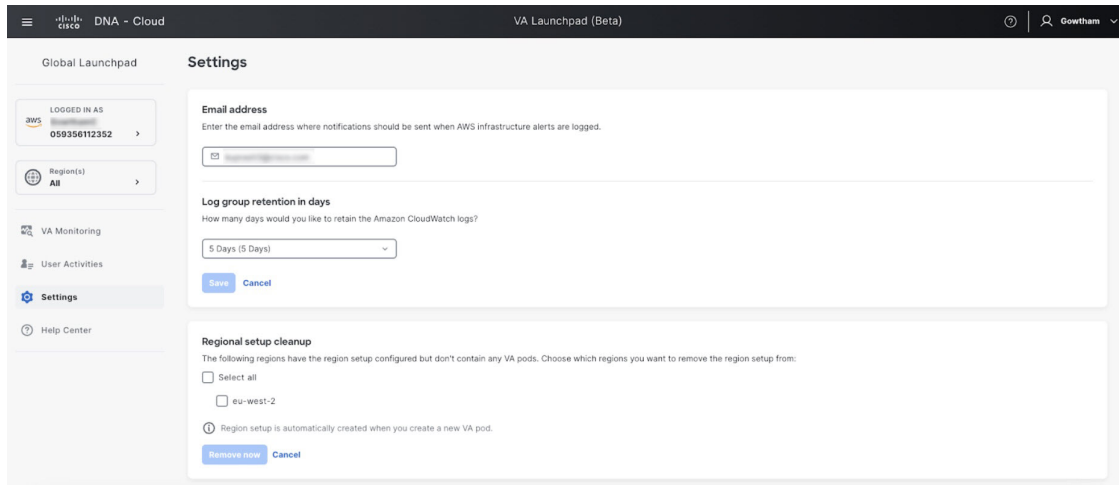 cisco DNA - Cloud
VA Launchpad (Beta)
Gowtham
Global Launchpad
LOGGED IN AS
aws
059356112352
Region(s)
All
VA Monitoring
User Activities
Settings
Help Center
Settings
Email address
Enter the email address where notifications should be sent when AWS infrastructure alerts are logged.
Log group retention in days
How many days would you like to retain the Amazon CloudWatch logs?
5 Days (5 Days)
Save Cancel
Regional setup cleanup
The following regions have the region setup configured but don't contain any VA pods. Choose which regions you want to remove the region setup from:
Select all
eu-west-2
Region setup is automatically created when you create a new VA pod.
Remove now Cancel